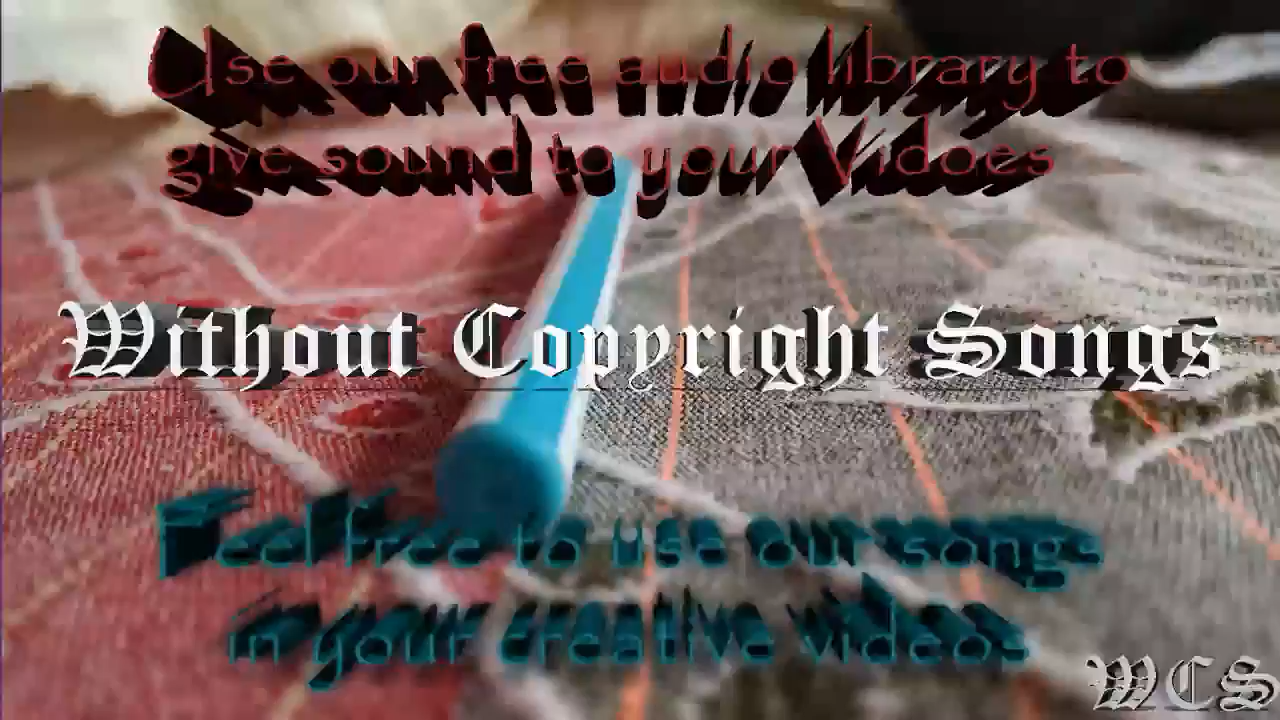 Use our free audio library to
give sound to your Vidoes
Without Copyright Songs
Feel free to use our songs
in your creative videos
WCS